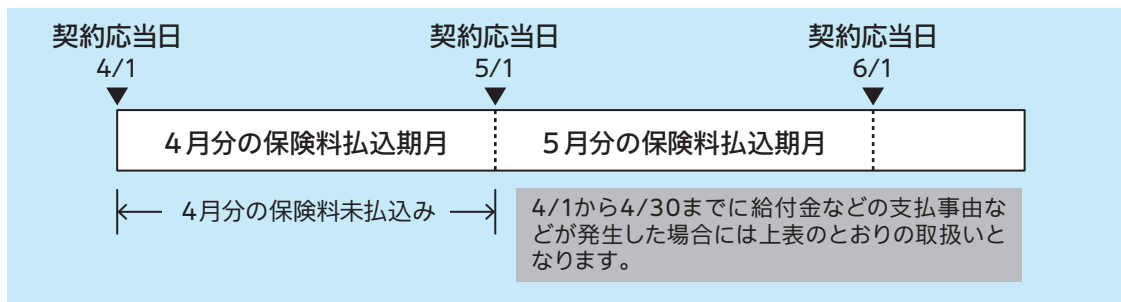 契約応当日 契約応当日 契約応当日
4/1 5/1 6/1
4月分の保険料払込期月 5月分の保険料払込期月
4月分の保険料未払込み
4/1から4/30までに給付金などの支払事由な
どが発生した場合には上表のとおりの取扱いと
なります。